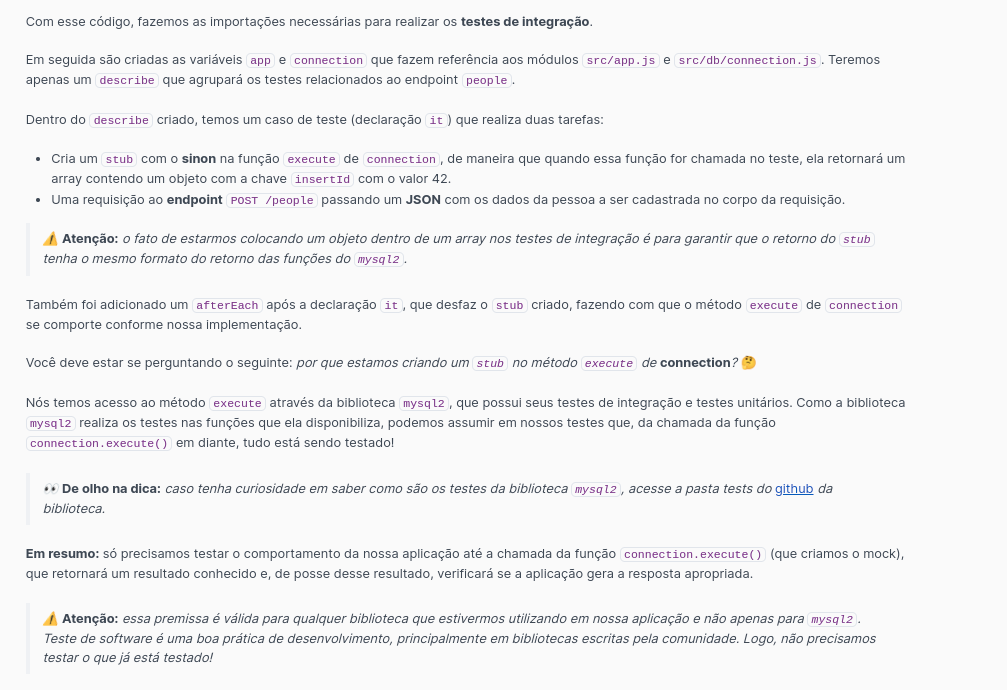 Com esse código, fazemos as importações necessárias para realizar os testes de integração.
Em seguida são criadas as variáveis app e connection que fazem referência aos módulos src/app.js e src/db/connection.js. Teremos
apenas um describe que agrupará os testes relacionados ao endpoint people.
Dentro do describe criado, temos um caso de teste (declaração it) que realiza duas tarefas:
• Cria um stub com o sinon na função execute de connection, de maneira que quando essa função for chamada no teste, ela retornará um
array contendo um objeto com a chave insertId com o valor 42.
• Uma requisição ao endpoint POST /people passando um JSON com os dados da pessoa a ser cadastrada no corpo da requisição.
⚠️ Atenção: o fato de estarmos colocando um objeto dentro de um array nos testes de integração é para garantir que o retorno do stub
tenha o mesmo formato do retorno das funções do mysql2.
Também foi adicionado um afterEach após a declaração it, que desfaz o stub criado, fazendo com que o método execute de connection
se comporte conforme nossa implementação.
Você deve estar se perguntando o seguinte: por que estamos criando um stub no método execute de connection? 🤔
Nós temos acesso ao método execute através da biblioteca mysql2, que possui seus testes de integração e testes unitários. Como a biblioteca
mysql2 realiza os testes nas funções que ela disponibiliza, podemos assumir em nossos testes que, da chamada da função
connection.execute() em diante, tudo está sendo testado!
👀 De olho na dica: caso tenha curiosidade em saber como são os testes da biblioteca mysql2, acesse a pasta tests do github da
biblioteca.
Em resumo: só precisamos testar o comportamento da nossa aplicação até a chamada da função connection.execute() (que criamos o mock),
que retornará um resultado conhecido e, de posse desse resultado, verificará se a aplicação gera a resposta apropriada.
⚠️ Atenção: essa premissa é válida para qualquer biblioteca que estivermos utilizando em nossa aplicação e não apenas para mysql2.
Teste de software é uma boa prática de desenvolvimento, principalmente em bibliotecas escritas pela comunidade. Logo, não precisamos
testar o que já está testado!